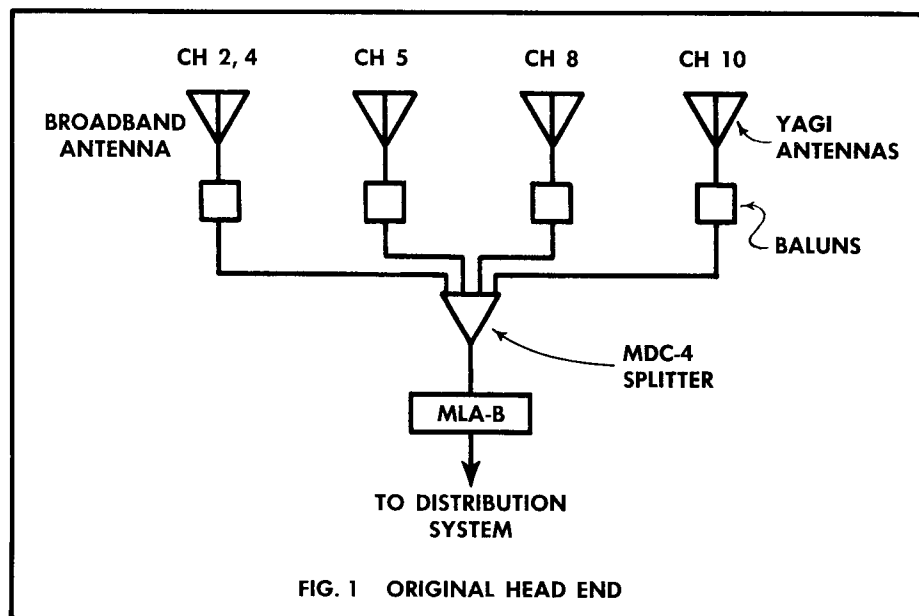 CH 2, 4
CH 5
CH 8
CH 10
BROADBAND
ANTENNA
YAGI
ANTENNAS
BALUNS
MDC-4
SPLITTER
MLA-B
TO DISTRIBUTION
SYSTEM
FIG. 1 ORIGINAL HEAD END